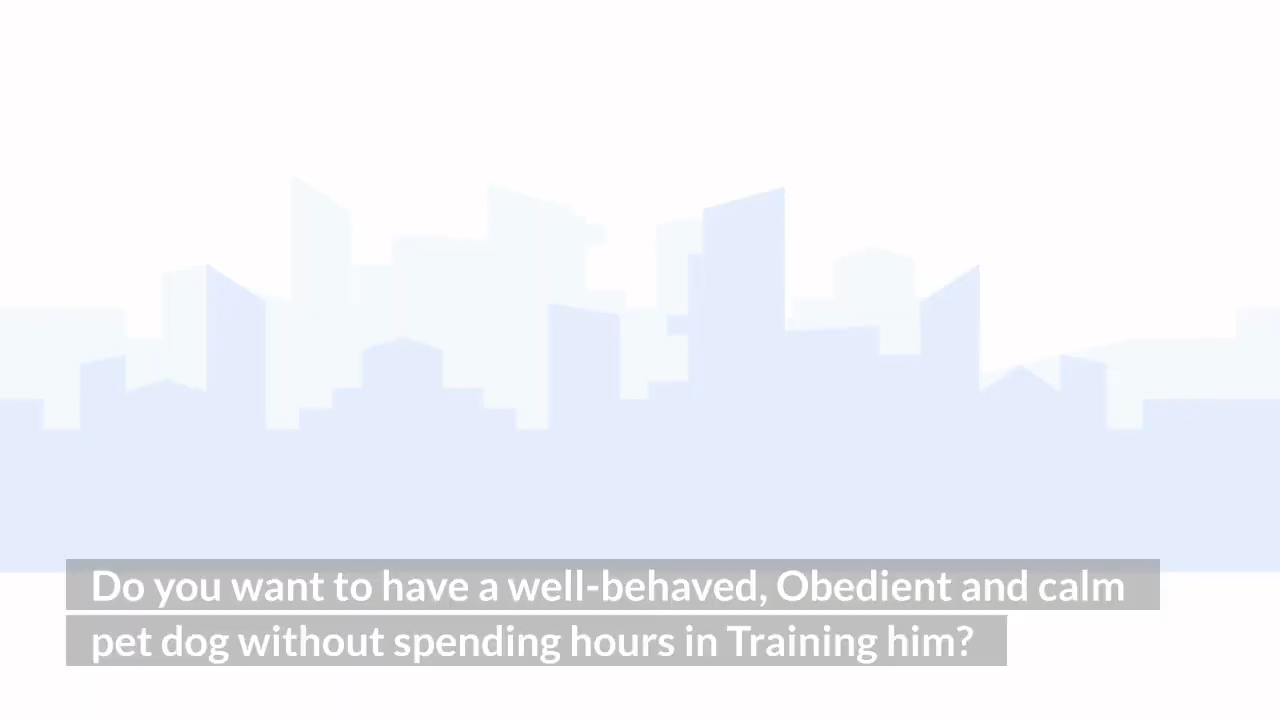 Do you want to have a well-behaved, Obedient and calm
pet dog without spending hours in Training him?